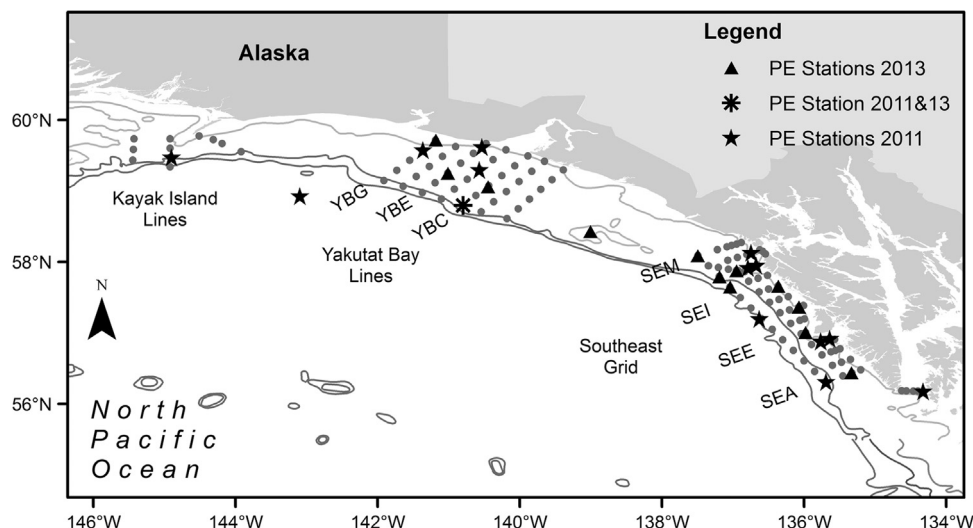 Alaska
Legend
PE Stations 2013
PE Station 2011&13
PE Stations 2011
60°N
58°N
56°N
Kayak Island
Lines
YBG
YBE
YBC
Yakutat Bay
Lines
SEM
SEI
SEE
SEA
Southeast
Grid
N
North
Pacific
Ocean
146°W
144°W
142°W
140°W
138°W
136°W
134°W